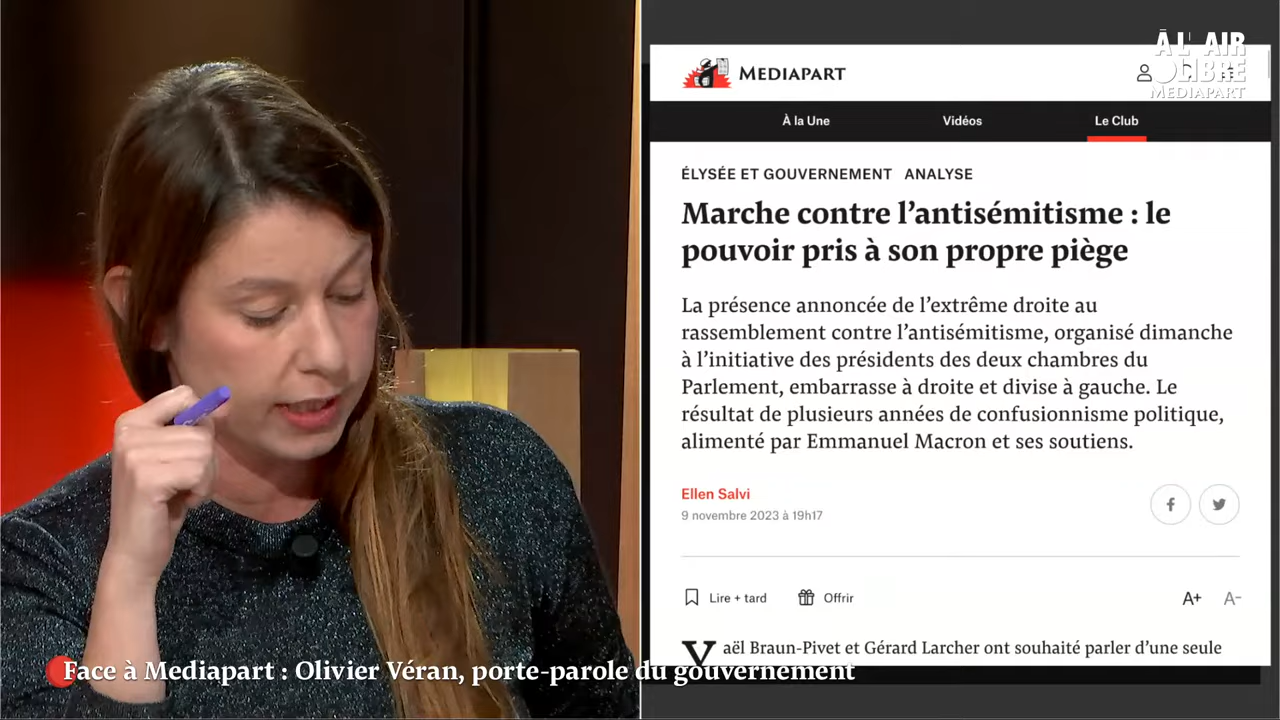 À L'AIR
LIBRE
MEDIAPART
MEDIAPART
À la Une
Vidéos
Le Club
ÉLYSÉE ET GOUVERNEMENT ANALYSE
Marche contre l’antisémitisme : le
pouvoir pris à son propre piège
La présence annoncée de l’extrême droite au
rassemblement contre l’antisémitisme, organisé dimanche
à l’initiative des présidents des deux chambres du
Parlement, embarrasse à droite et divise à gauche. Le
résultat de plusieurs années de confusionnisme politique,
alimenté par Emmanuel Macron et ses soutiens.
Ellen Salvi
9 novembre 2023 à 19h17
Lire + tard
Offrir
A+
A-
Vaël Braun-Pivet et Gérard Larcher ont souhaité parler d’une seule
Face à Mediapart : Olivier Véran, porte-parole du gouvernement